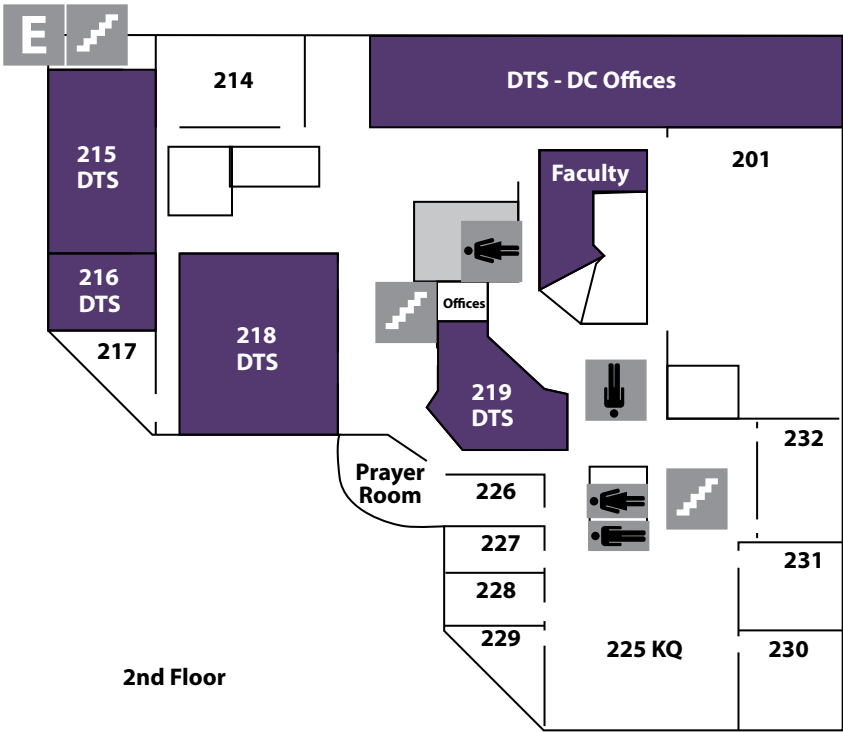 E
214
DTS - DC Offices
215
DTS
Faculty
201
216
DTS
Offices
217
218
DTS
219
DTS
232
Prayer
Room
226
227
231
228
229
225 KQ
230
2nd Floor